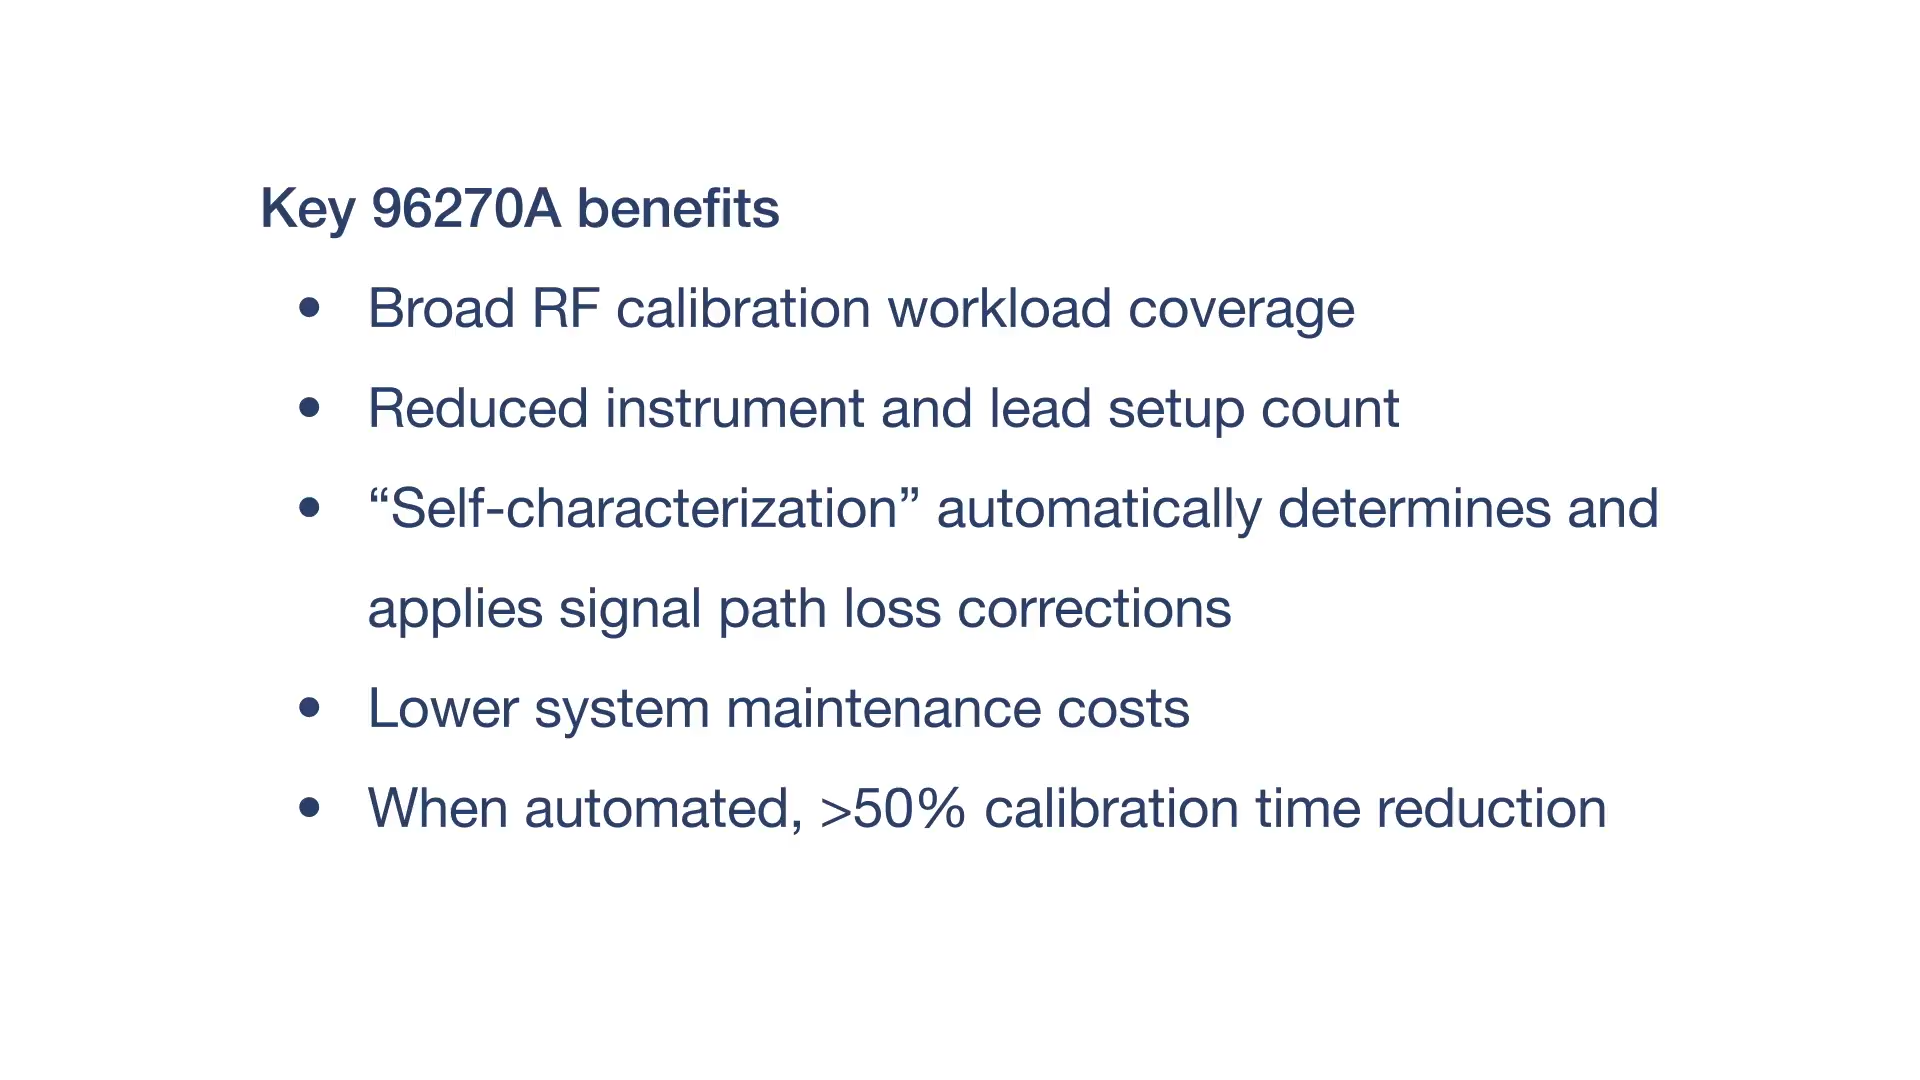 Key 96270A benefits
• Broad RF calibration workload coverage
• Reduced instrument and lead setup count
• “Self-characterization” automatically determines and
applies signal path loss corrections
• Lower system maintenance costs
• When automated, >50% calibration time reduction